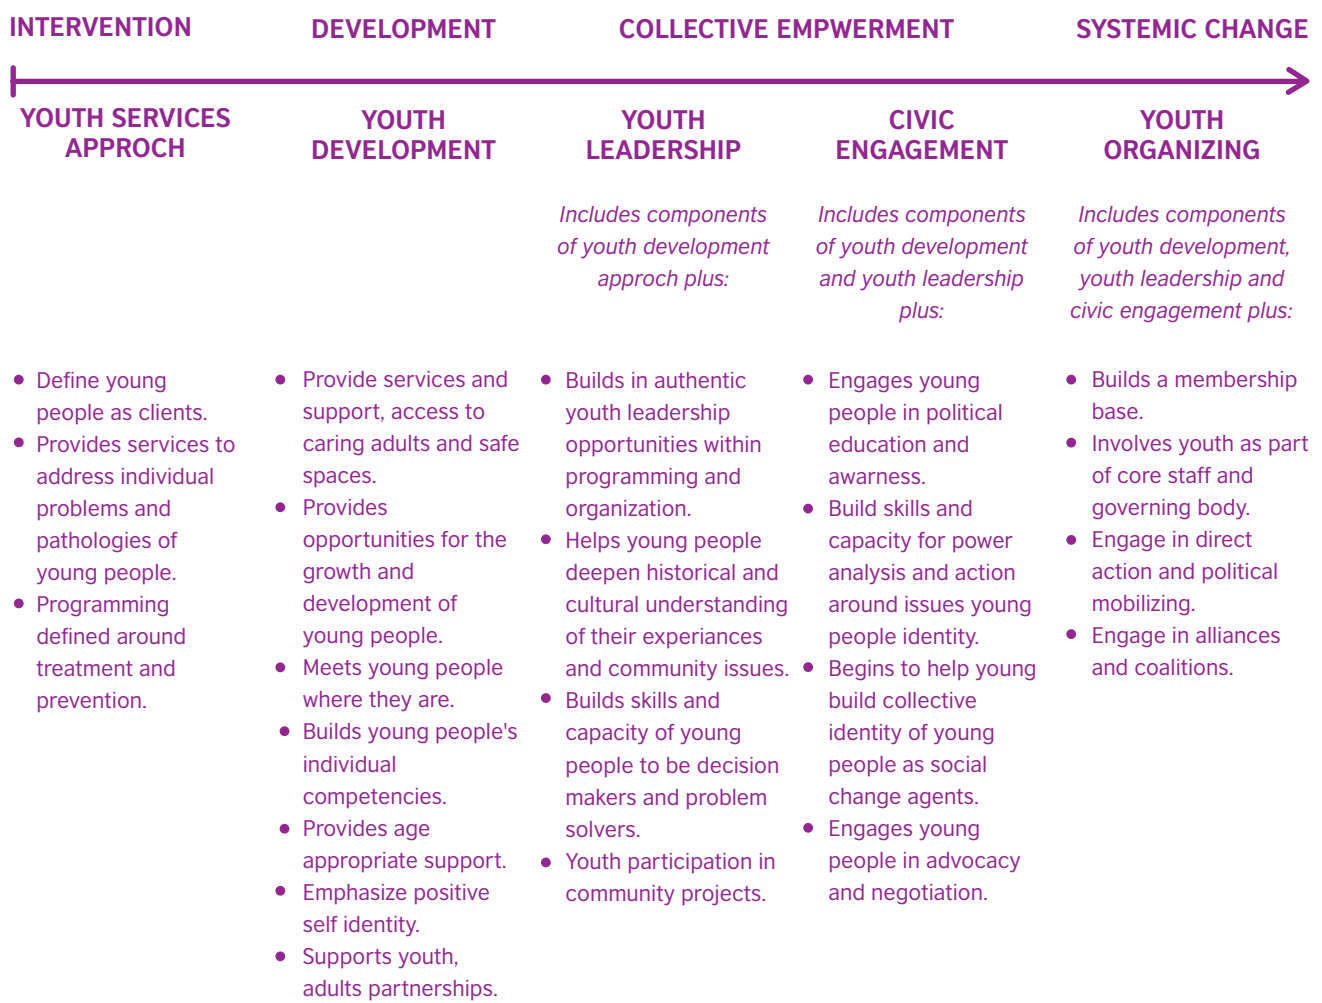 INTERVENTION
DEVELOPMENT
COLLECTIVE EMPWERMENT
SYSTEMIC CHANGE
YOUTH SERVICES
APPROCH
YOUTH
DEVELOPMENT
YOUTH
LEADERSHIP
CIVIC
ENGAGEMENT
YOUTH
ORGANIZING
Includes components
of youth development
approch plus:
Includes components
of youth development
and youth leadership
plus:
Includes components
of youth development,
youth leadership and
civic engagement plus:
• Define young
people as clients.
• Provides services to
address individual
problems and
pathologies of
young people.
• Programming
defined around
treatment and
prevention.
• Provide services and
support, access to
caring adults and safe
spaces.
• Provides
opportunities for the
growth and
development of
young people.
• Meets young people
where they are.
• Builds young people's
individual
competencies.
• Provides age
appropriate support.
• Emphasize positive
self identity.
• Supports youth,
adults partnerships.
• Builds in authentic
youth leadership
opportunities within
programming and
organization.
• Helps young people
deepen historical and
cultural understanding
of their experiances
and community issues.
• Builds skills and
capacity of young
people to be decision
makers and problem
solvers.
• Youth participation in
community projects.
• Engages young
people in political
education and
awarness.
• Build skills and
capacity for power
analysis and action
around issues young
people identity.
• Begins to help young
build collective
identity of young
people as social
change agents.
• Engages young
people in advocacy
and negotiation.
• Builds a membership
base.
• Involves youth as part
of core staff and
governing body.
• Engage in direct
action and political
mobilizing.
• Engage in alliances
and coalitions.